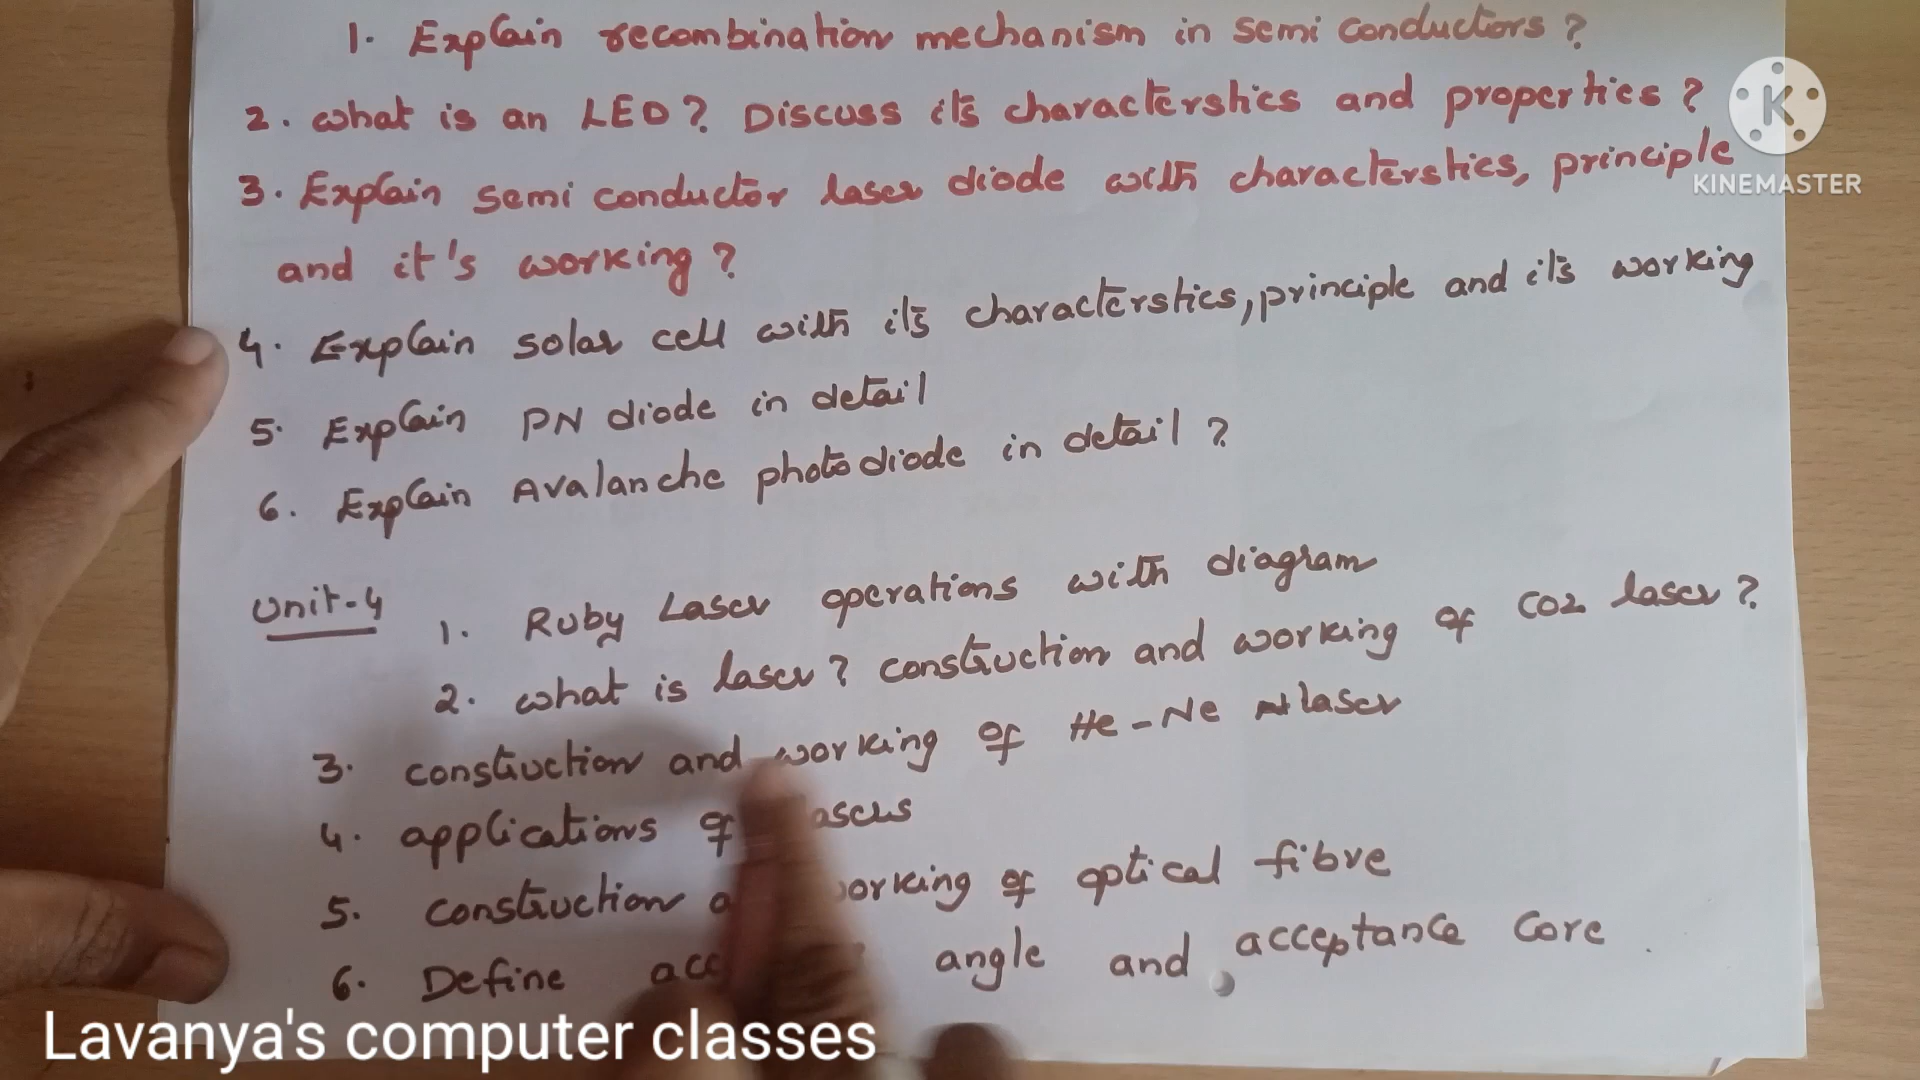 1. Explain recombination mechanism in semi conductors?
2. what is an LED? Discuss it's characterstics and properties?
3. Explain semi conductor laser diode with characterstics, principle
and it's working?
4. Explain solar cell with it's characterstics, principle and it's working
5. Explain PN diode in detail
6. Explain Avalanche photodiode in detail?
Unit-4
1. Ruby Laser operations with diagram
2. what is laser? construction and working of CO2 laser?
3. construction and working of He-Ne laser
4. applications of
5. construction working of optical fibre
6. Define angle and acceptance core
KINEMASTER
Lavanya's computer classes